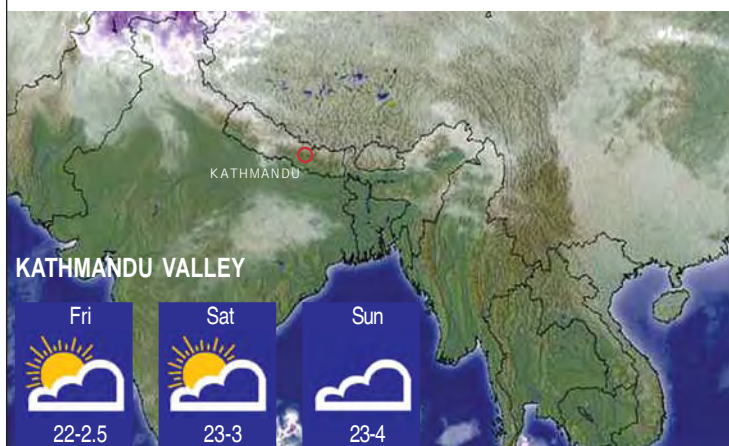 KATHMANDU
KATHMANDU VALLEY
Fri
Sat
Sun
22-2.5
23-3
23-4